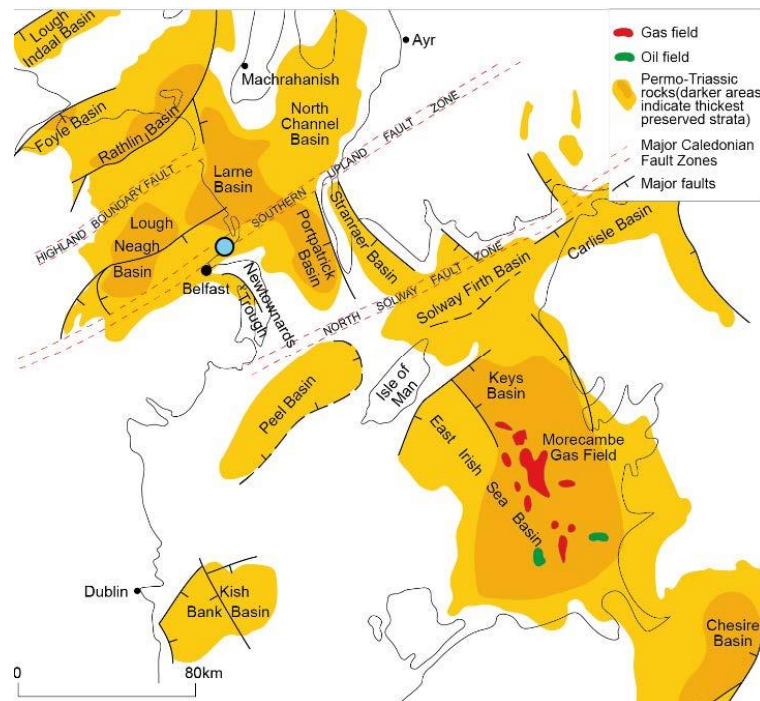 Lough
Indaal Basin
Ayr
Machrahanish
North
Channel
Basin
Foyle Basin
Rathlin Basin
Larne
Basin
HIGHLAND BOUNDARY FAULT
SOUTHERN UPLAND FAULT ZONE
Lough
Neagh
Basin
Belfast
Newtownards
Trough
Portpatrick
Basin
Stranraer Basin
NORTH SOLWAY FAULT ZONE
Solway Firth Basin
Carlisle Basin
Peel Basin
Isle of
Man
Keys
Basin
East Irish Sea Basin
Morecambe
Gas Field
Dublin
Kish
Bank Basin
Chesire
Basin
0 80km
Gas field
Oil field
Permo-Triassic
rocks(darker areas
indicate thickest
preserved strata)
Major Caledonian
Fault Zones
Major faults